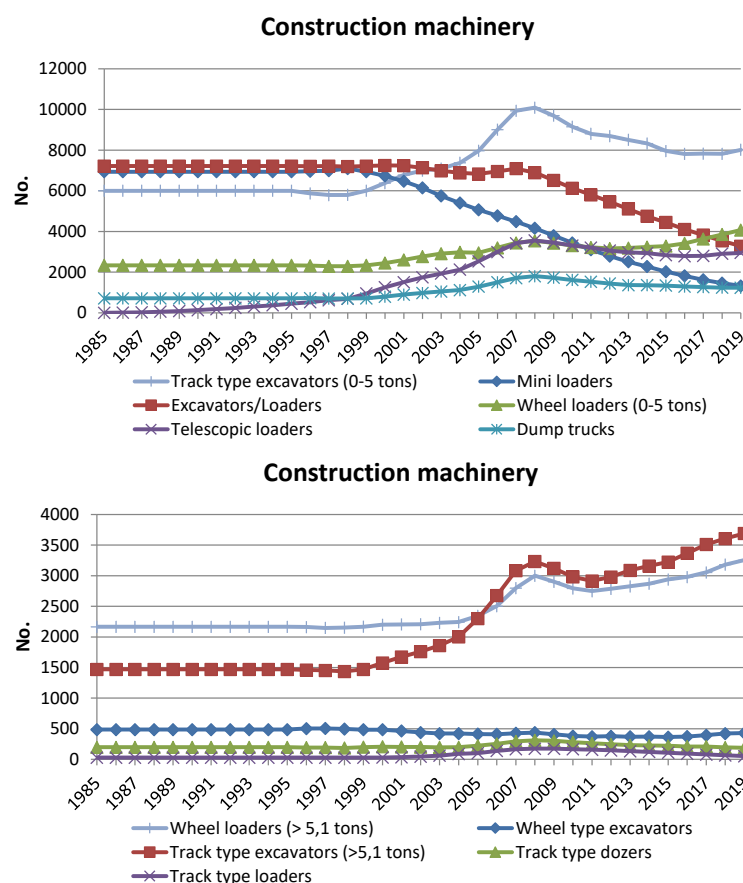 Construction machinery
12000
10000
8000
6000
4000
2000
0
No.
1985 1987 1989 1991 1993 1995 1997 1999 2001 2003 2005 2007 2009 2011 2013 2015 2017 2019
Track type excavators (0-5 tons) Mini loaders
Excavators/Loaders Wheel loaders (0-5 tons)
Telescopic loaders Dump trucks
Construction machinery
4000
3500
3000
2500
2000
1500
1000
500
0
No.
1985 1987 1989 1991 1993 1995 1997 1999 2001 2003 2005 2007 2009 2011 2013 2015 2017 2019
Wheel loaders (> 5,1 tons) Wheel type excavators
Track type excavators (>5,1 tons) Track type dozers
Track type loaders